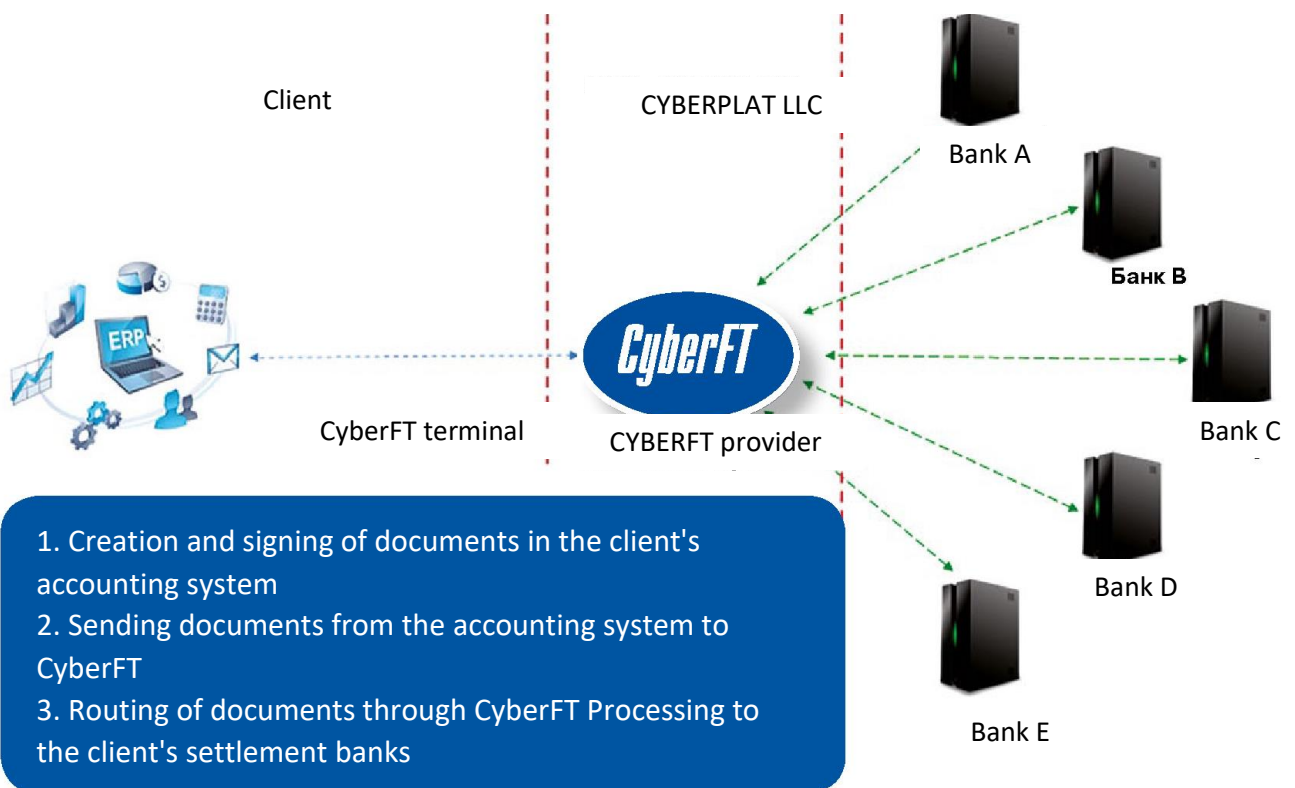 Client
CYBERPLAT LLC
Bank A
Банк В
ERP
CyberFT
Bank C
CyberFT terminal
CYBERFT provider
Bank D
Bank E
1. Creation and signing of documents in the client's
accounting system
2. Sending documents from the accounting system to
CyberFT
3. Routing of documents through CyberFT Processing to
the client's settlement banks
$